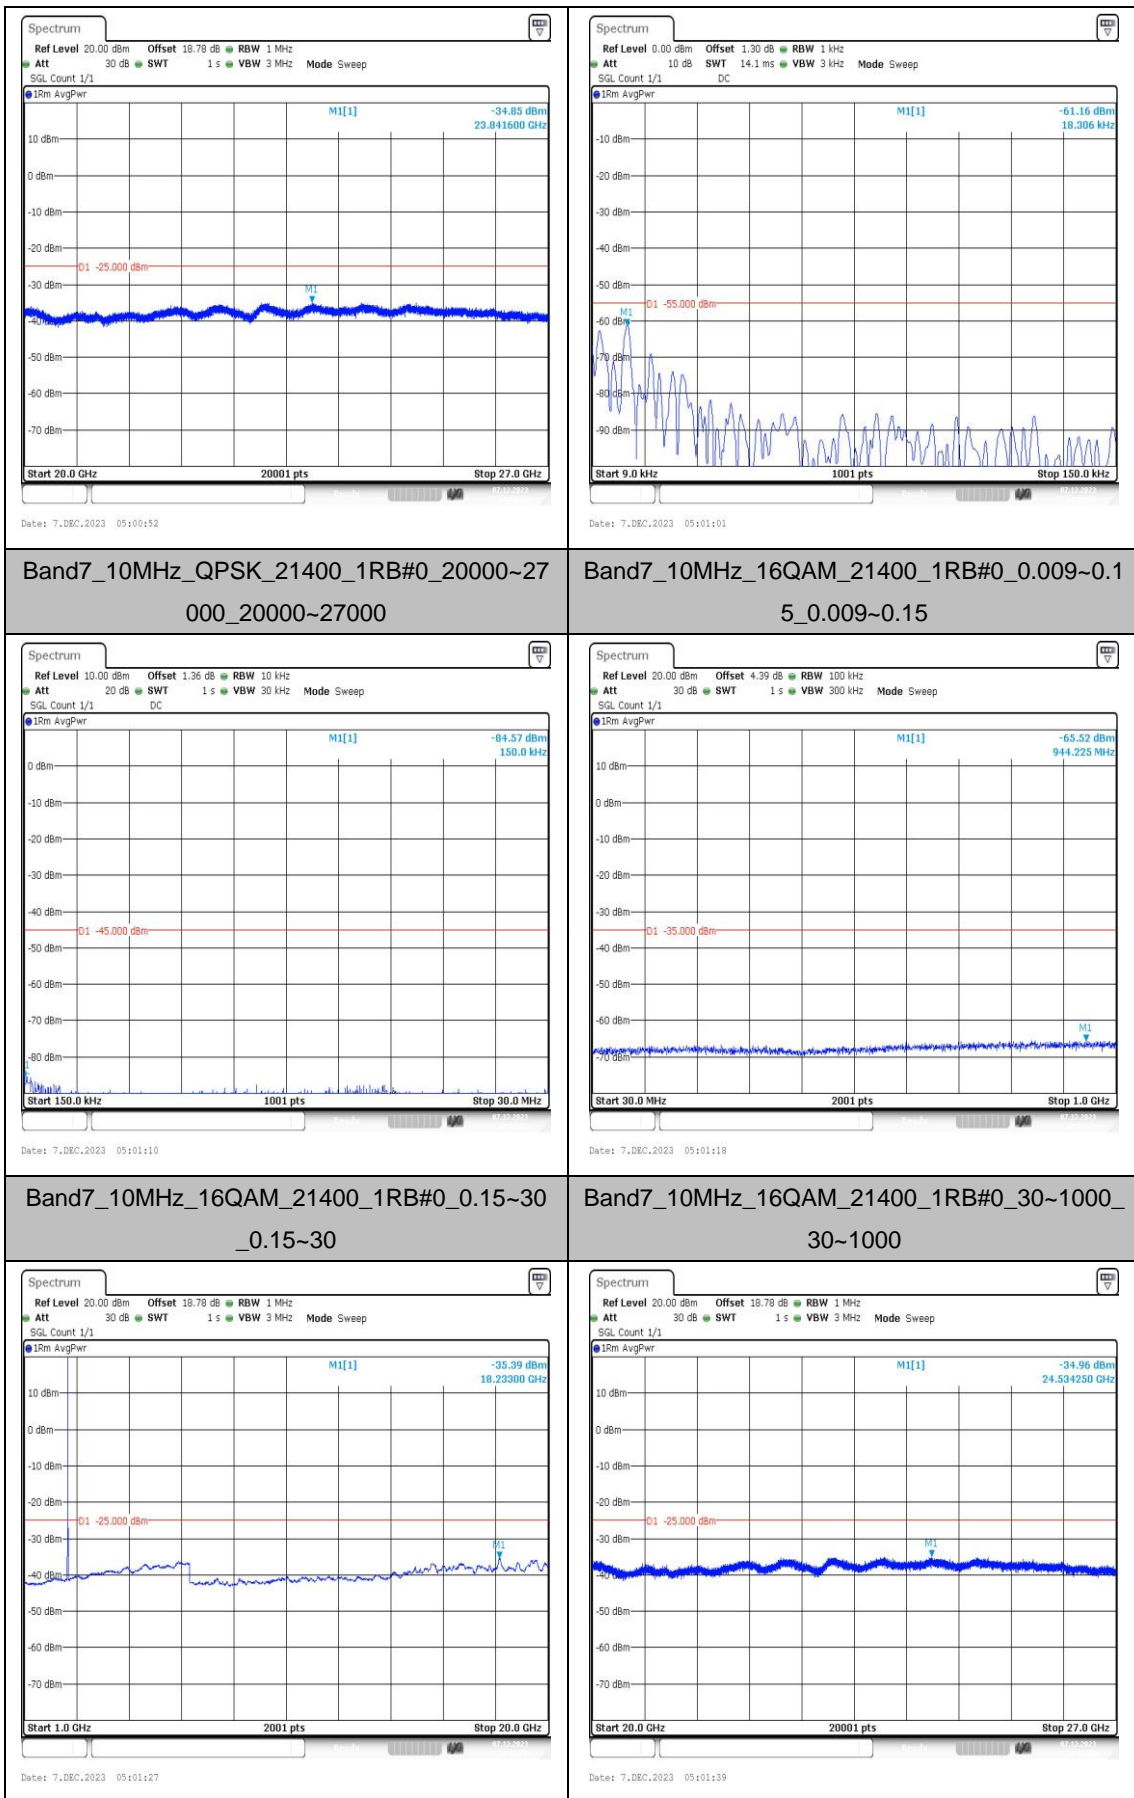 Spectrum
Ref Level 20.00 dBm Offset 18.78 dB RBW 1 MHz
Att 30 dB SWT 1 s VBW 3 MHz Mode Sweep
SGL Count 1/1
1Rm AvgPwr
M1[1] -34.85 dBm
23.841600 GHz
10 dBm
0 dBm
-10 dBm
-20 dBm
D1 -25.000 dBm
-30 dBm
M1
-40 dBm
-50 dBm
-60 dBm
-70 dBm
Start 20.0 GHz 20001 pts Stop 27.0 GHz
Date: 7.DEC.2023 05:00:52
Spectrum
Ref Level 0.00 dBm Offset 1.30 dB RBW 1 kHz
Att 10 dB SWT 14.1 ms VBW 3 kHz Mode Sweep
SGL Count 1/1 DC
1Rm AvgPwr
M1[1] -61.16 dBm
18.306 kHz
-10 dBm
-20 dBm
-30 dBm
-40 dBm
-50 dBm
D1 -55.000 dBm
M1
-60 dBm
-70 dBm
-80 dBm
-90 dBm
Start 9.0 kHz 1001 pts Stop 150.0 kHz
Date: 7.DEC.2023 05:01:01
Band7_10MHz_QPSK_21400_1RB#0_20000~27
000_20000~27000
Band7_10MHz_16QAM_21400_1RB#0_0.009~0.1
5_0.009~0.15
Spectrum
Ref Level 10.00 dBm Offset 1.36 dB RBW 10 kHz
Att 20 dB SWT 1 s VBW 30 kHz Mode Sweep
SGL Count 1/1 DC
1Rm AvgPwr
M1[1] -84.57 dBm
150.0 kHz
0 dBm
-10 dBm
-20 dBm
-30 dBm
-40 dBm
D1 -45.000 dBm
-50 dBm
-60 dBm
-70 dBm
-80 dBm
Start 150.0 kHz 1001 pts Stop 30.0 MHz
Date: 7.DEC.2023 05:01:10
Spectrum
Ref Level 20.00 dBm Offset 4.39 dB RBW 100 kHz
Att 30 dB SWT 1 s VBW 300 kHz Mode Sweep
SGL Count 1/1
1Rm AvgPwr
M1[1] -65.52 dBm
944.225 MHz
10 dBm
0 dBm
-10 dBm
-20 dBm
-30 dBm
D1 -35.000 dBm
-40 dBm
-50 dBm
-60 dBm
M1
-70 dBm
Start 30.0 MHz 2001 pts Stop 1.0 GHz
Date: 7.DEC.2023 05:01:18
Band7_10MHz_16QAM_21400_1RB#0_0.15~30
_0.15~30
Band7_10MHz_16QAM_21400_1RB#0_30~1000_
30~1000
Spectrum
Ref Level 20.00 dBm Offset 18.78 dB RBW 1 MHz
Att 30 dB SWT 1 s VBW 3 MHz Mode Sweep
SGL Count 1/1
1Rm AvgPwr
M1[1] -35.39 dBm
18.23300 GHz
10 dBm
0 dBm
-10 dBm
-20 dBm
D1 -25.000 dBm
-30 dBm
M1
-40 dBm
-50 dBm
-60 dBm
-70 dBm
Start 1.0 GHz 2001 pts Stop 20.0 GHz
Date: 7.DEC.2023 05:01:27
Spectrum
Ref Level 20.00 dBm Offset 18.78 dB RBW 1 MHz
Att 30 dB SWT 1 s VBW 3 MHz Mode Sweep
SGL Count 1/1
1Rm AvgPwr
M1[1] -34.96 dBm
24.534250 GHz
10 dBm
0 dBm
-10 dBm
-20 dBm
D1 -25.000 dBm
-30 dBm
M1
-40 dBm
-50 dBm
-60 dBm
-70 dBm
Start 20.0 GHz 20001 pts Stop 27.0 GHz
Date: 7.DEC.2023 05:01:39